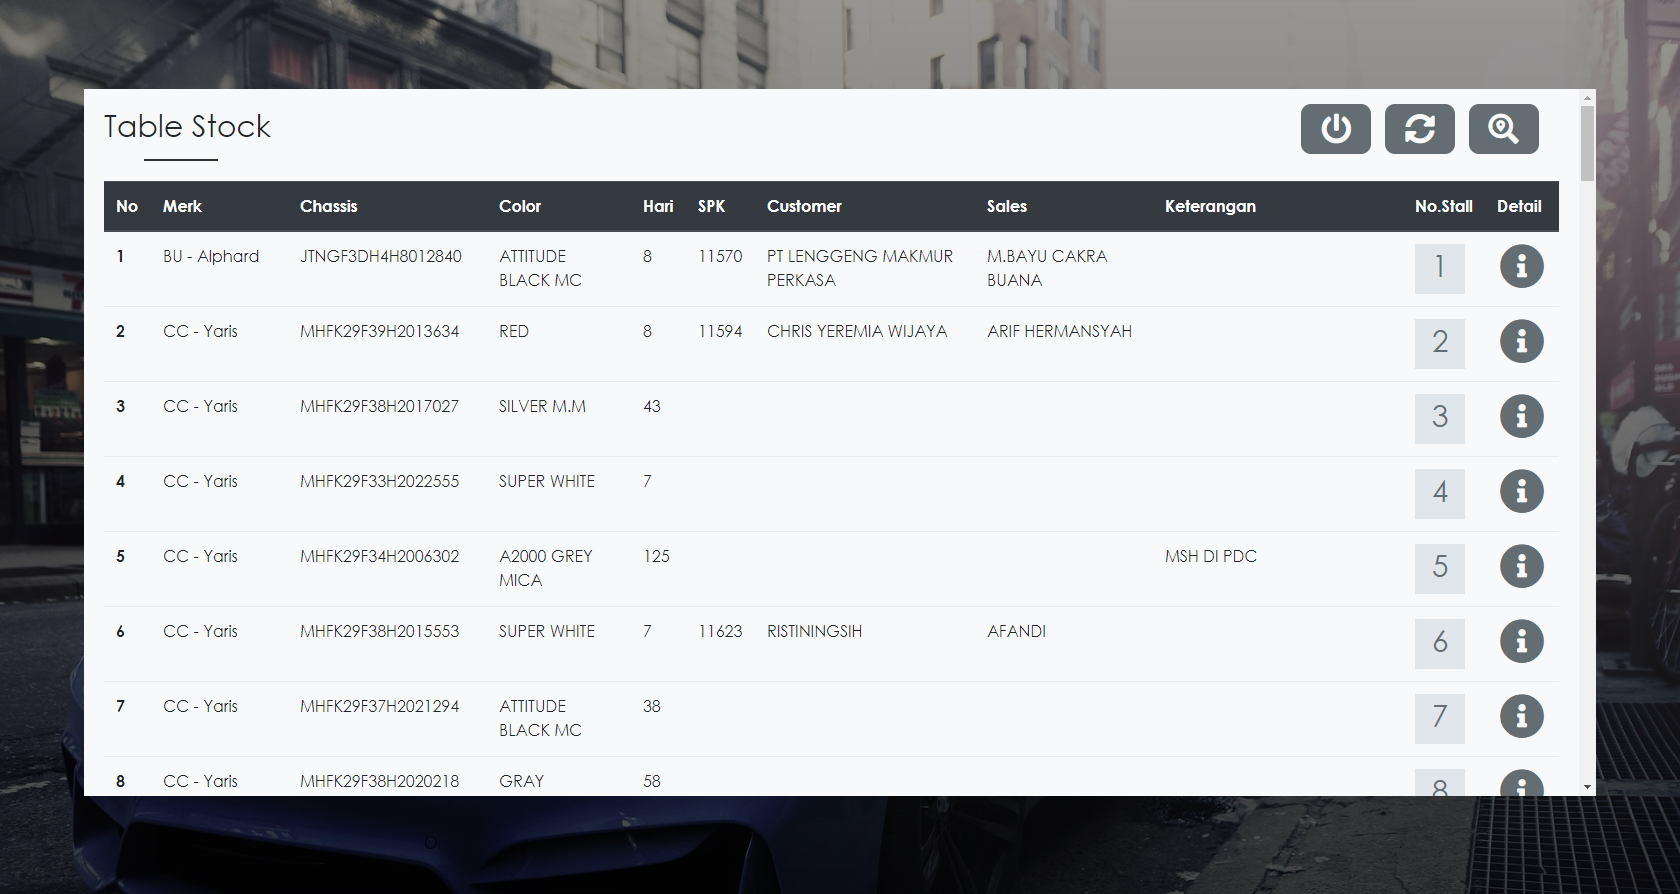 Table Stock
No Merk Chassis Color Hari SPK Customer Sales Keterangan No.Stall Detail
1 BU - Alphard JTNGF3DH4H8012840 ATTITUDE 8 11570 PT LENGGENG MAKMUR M.BAYU CAKRA 1
BLACK MC PERKASA BUANA
2 CC - Yaris MHFK29F39H2013634 RED 8 11594 CHRIS YEREMIA WIJAYA ARIF HERMANSYAH 2
3 CC - Yaris MHFK29F38H2017027 SILVER M.M 43 3
4 CC - Yaris MHFK29F33H2022555 SUPER WHITE 7 4
5 CC - Yaris MHFK29F34H2006302 A2000 GREY 125 MSH DI PDC 5
MICA
6 CC - Yaris MHFK29F38H2015553 SUPER WHITE 7 11623 RISTININGSIH AFANDI 6
7 CC - Yaris MHFK29F37H2021294 ATTITUDE 38 7
BLACK MC
8 CC - Yaris MHFK29F38H2020218 GRAY 58 8